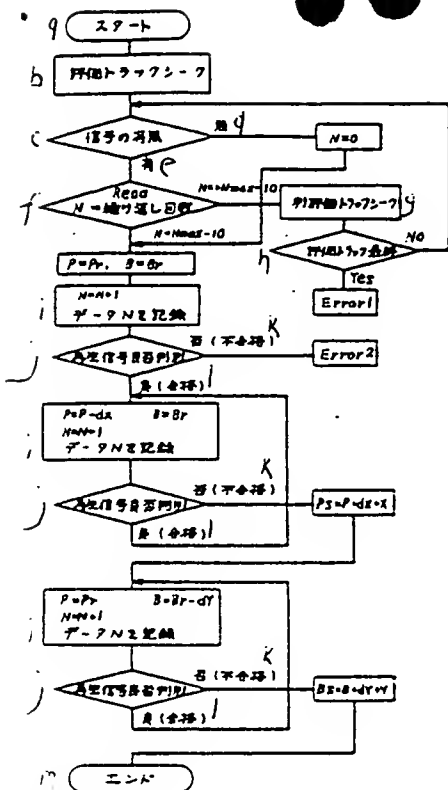 a スタート
b 評価トラックシーク
c 信号の有無
無 d
N=0
有 e
f Read
N=繰り返し回数
N=>Nmax-10
N<Nmax-10
別評価トラックシーク g
h 評価トラック最終
NO
Yes
Error1
P=Pr, B=Br
i N=N+1
データNを記録
j 再生信号良否判別
否(不合格) K
Error2
良(合格) l
i P=P-dx B=Br
N=N+1
データNを記録
j 再生信号良否判別
否(不合格) K
Ps=P+dx+X
良(合格) l
i P=Pr B=Br-dY
N=N+1
データNを記録
j 再生信号良否判別
否(不合格) K
Bs=B+dY+Y
良(合格) l
m エンド